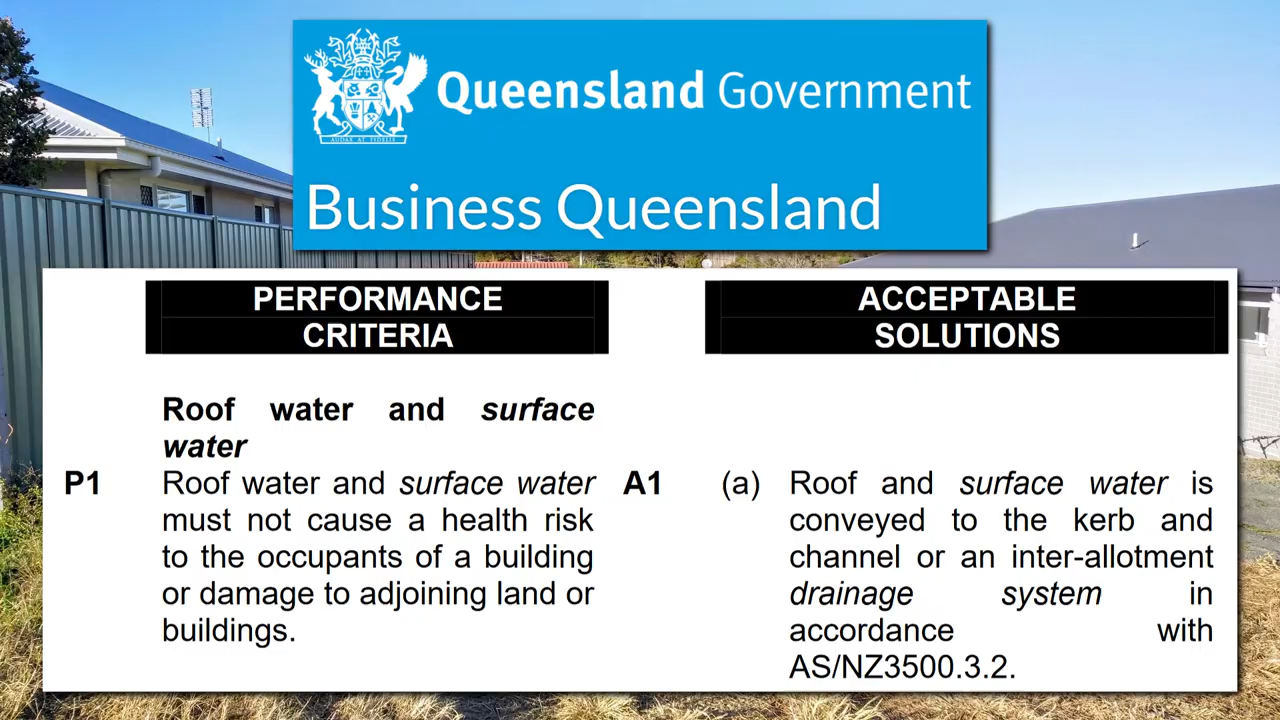 Queensland Government
AUDAX AT FIDELIS
Business Queensland
PERFORMANCE
CRITERIA
ACCEPTABLE
SOLUTIONS
Roof water and surface
water
P1
Roof water and surface water
must not cause a health risk
to the occupants of a building
or damage to adjoining land or
buildings.
A1
(a)
Roof and surface water is
conveyed to the kerb and
channel or an inter-allotment
drainage system in
accordance with
AS/NZ3500.3.2.